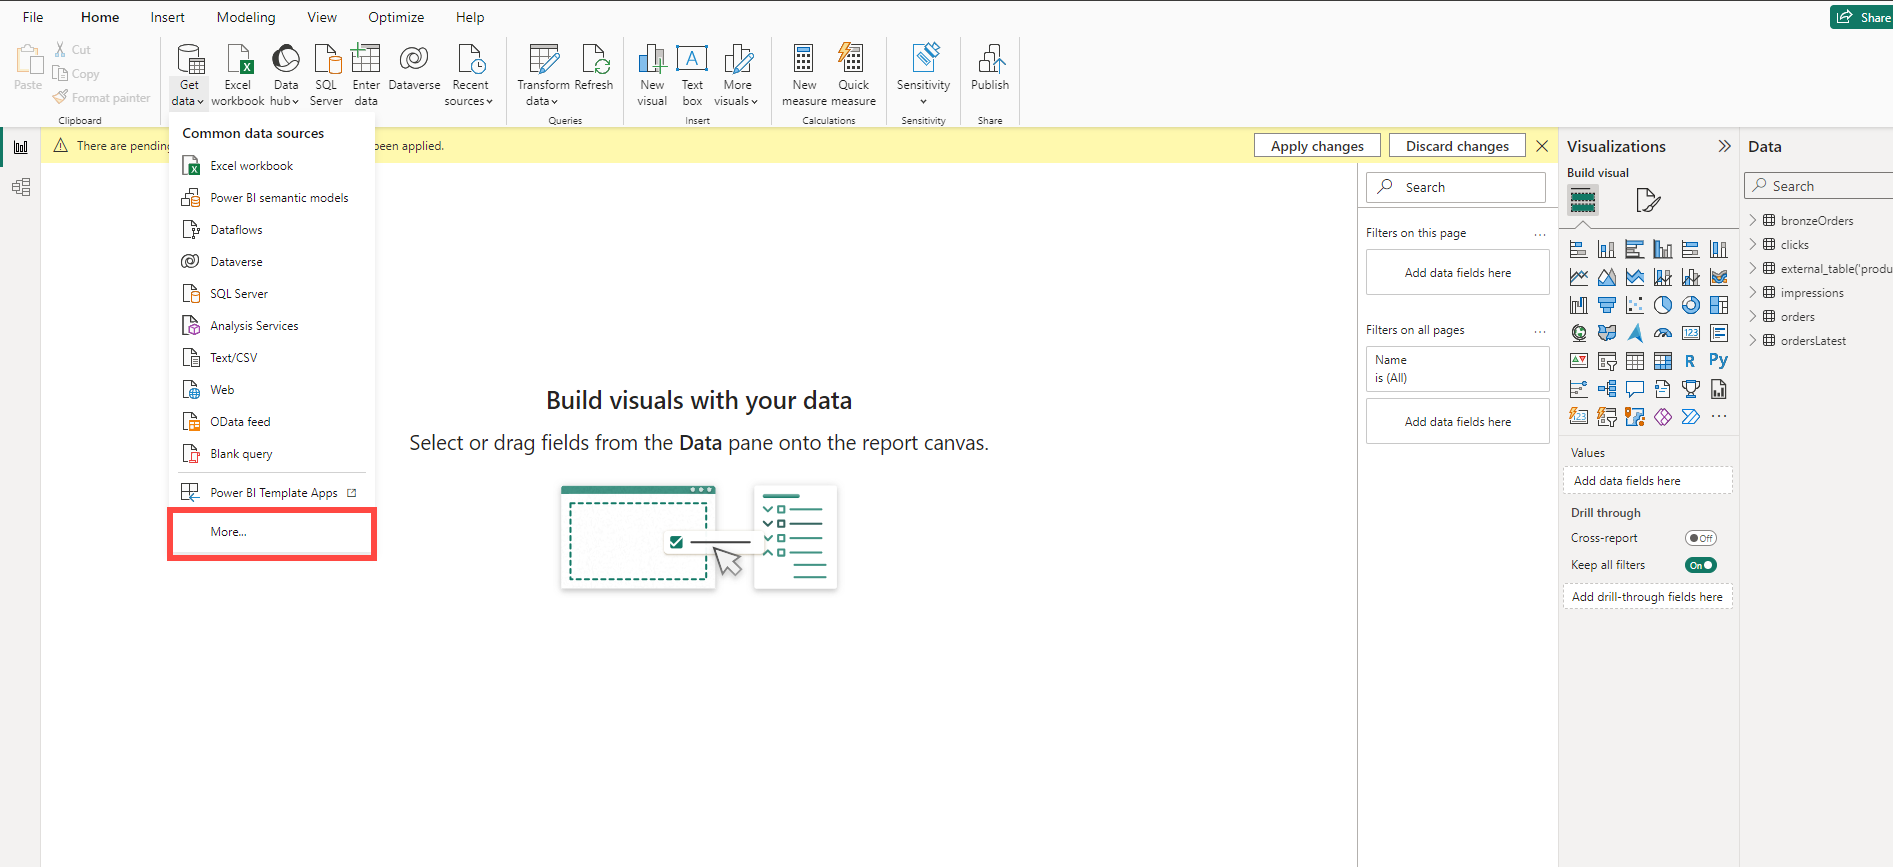 File Home Insert Modeling View Optimize Help
Share
Paste
Cut
Copy
Format painter
Clipboard
Get data
Excel workbook
Data hub
SQL Server
Enter data
Dataverse
Recent sources
Transform data
Refresh
Queries
New visual
Text box
More visuals
Insert
New measure
Quick measure
Calculations
Sensitivity
Sensitivity
Publish
Share
Common data sources
Excel workbook
Power BI semantic models
Dataflows
Dataverse
SQL Server
Analysis Services
Text/CSV
Web
OData feed
Blank query
Power BI Template Apps
More...
There are pending
been applied.
Apply changes
Discard changes
Build visuals with your data
Select or drag fields from the Data pane onto the report canvas.
Search
Filters on this page
...
Add data fields here
Filters on all pages
...
Name
is (All)
Add data fields here
Visualizations
Build visual
123
R
Py
123
...
Values
Add data fields here
Drill through
Cross-report
Off
Keep all filters
On
Add drill-through fields here
Data
Search
bronzeOrders
clicks
external_table('produ
impressions
orders
ordersLatest